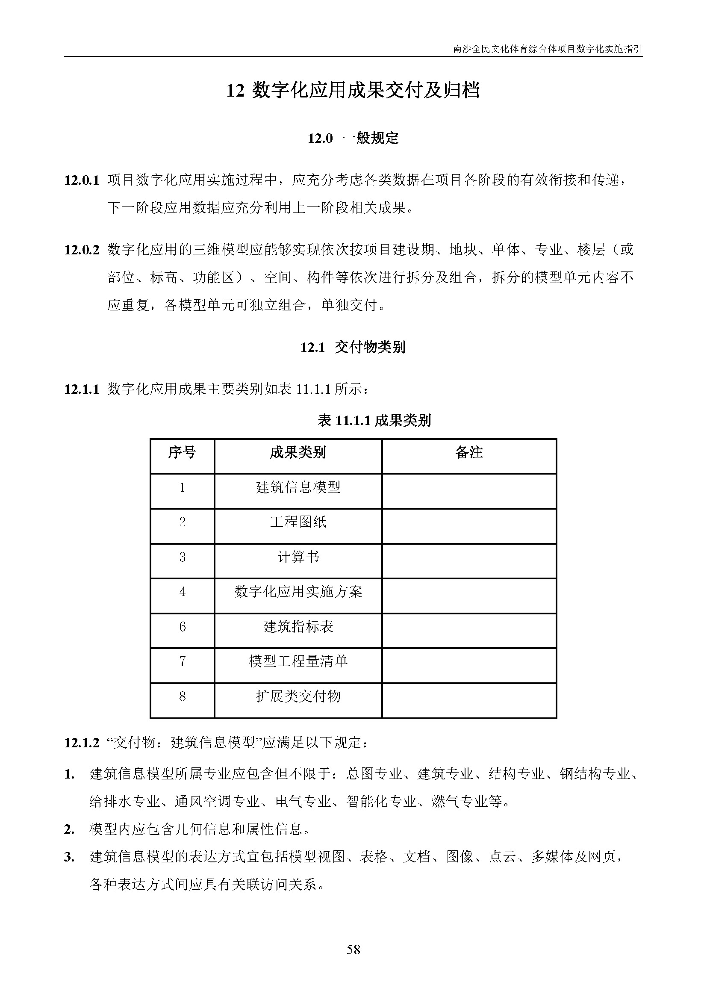 南沙全民文化体育综合体项目数字化实施指引
12 数字化应用成果交付及归档
12.0 一般规定
12.0.1 项目数字化应用实施过程中，应充分考虑各类数据在项目各阶段的有效衔接和传递，
下一阶段应用数据应充分利用上一阶段相关成果。
12.0.2 数字化应用的三维模型应能够实现依次按项目建设期、地块、单体、专业、楼层（或
部位、标高、功能区）、空间、构件等依次进行拆分及组合，拆分的模型单元内容不
应重复，各模型单元可独立组合，单独交付。
12.1 交付物类别
12.1.1 数字化应用成果主要类别如表 11.1.1 所示：
表 11.1.1 成果类别
序号 成果类别 备注
1 建筑信息模型
2 工程图纸
3 计算书
4 数字化应用实施方案
6 建筑指标表
7 模型工程量清单
8 扩展类交付物
12.1.2 “交付物：建筑信息模型”应满足以下规定：
1. 建筑信息模型所属专业应包含但不限于：总图专业、建筑专业、结构专业、钢结构专业、
给排水专业、通风空调专业、电气专业、智能化专业、燃气专业等。
2. 模型内应包含几何信息和属性信息。
3. 建筑信息模型的表达方式宜包括模型视图、表格、文档、图像、点云、多媒体及网页，
各种表达方式间应具有关联访问关系。
58